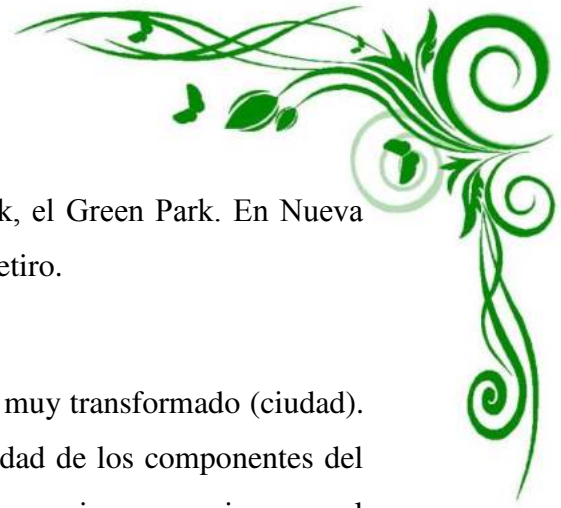 k, el Green Park. En Nueva
etiro.
muy transformado (ciudad).
dad de los componentes del